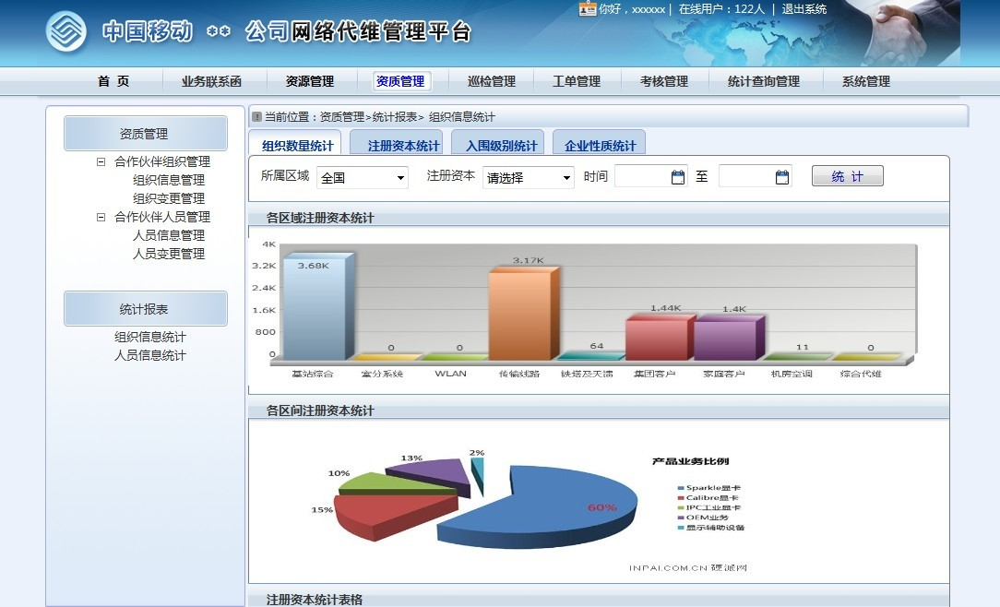 你好，xxxxxx | 在线用户：122人 | 退出系统
中国移动 ** 公司网络代维管理平台
首 页 业务联系函 资源管理 资质管理 巡检管理 工单管理 考核管理 统计查询管理 系统管理
资质管理
合作伙伴组织管理
组织信息管理
组织变更管理
合作伙伴人员管理
人员信息管理
人员变更管理
统计报表
组织信息统计
人员信息统计
当前位置：资质管理>统计报表> 组织信息统计
组织数量统计 注册资本统计 入围级别统计 企业性质统计
所属区域 全国 注册资本 请选择 时间 至 统 计
各区域注册资本统计
4K
3.2K
2.4K
1.6K
800
0
3.68K 0 0 3.17K 64 1.44K 1.4K 11 0
基站综合 室分系统 WLAN 传输线路 铁塔及天馈 集团客户 家庭客户 机房空调 综合代维
各区间注册资本统计
2%
13%
10%
15%
60%
产品业务比例
Sparkle显卡
Calibre显卡
IPC工业显卡
OEM业务
显示辅助设备
INPAI.COM.CN 硬派网
注册资本统计表格